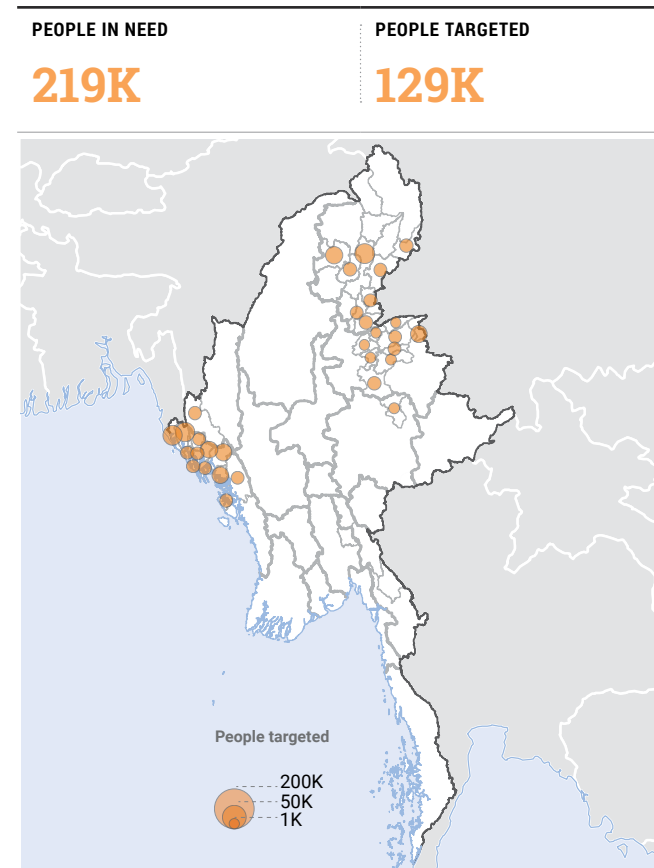 PEOPLE IN NEED
219K
PEOPLE TARGETED
129K
People targeted
200K
50K
1K